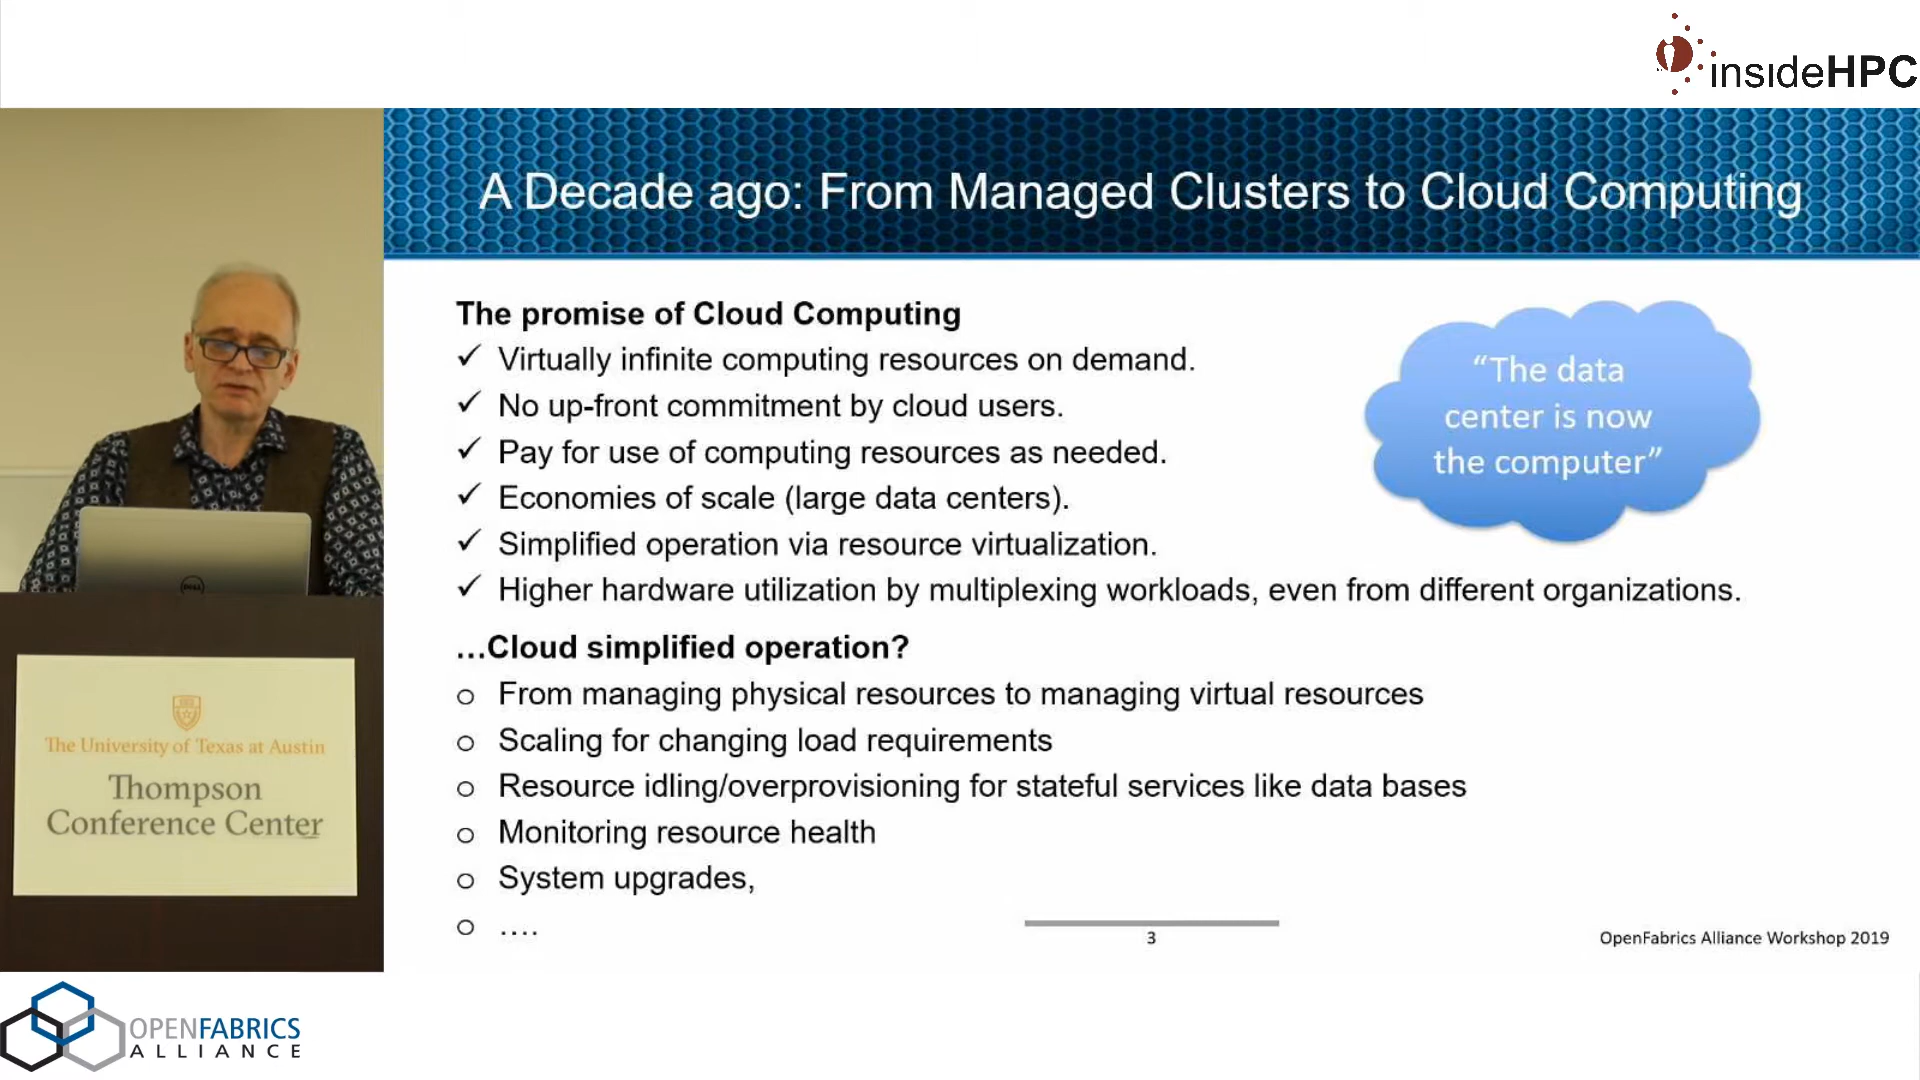 insideHPC
A Decade ago: From Managed Clusters to Cloud Computing
The promise of Cloud Computing
✓ Virtually infinite computing resources on demand.
✓ No up-front commitment by cloud users.
✓ Pay for use of computing resources as needed.
✓ Economies of scale (large data centers).
✓ Simplified operation via resource virtualization.
✓ Higher hardware utilization by multiplexing workloads, even from different organizations.
“The data
center is now
the computer”
…Cloud simplified operation?
o From managing physical resources to managing virtual resources
o Scaling for changing load requirements
o Resource idling/overprovisioning for stateful services like data bases
o Monitoring resource health
o System upgrades,
o ….
3
OpenFabrics Alliance Workshop 2019
DELL
The University of Texas at Austin
Thompson
Conference Center
OPENFABRICS
ALLIANCE